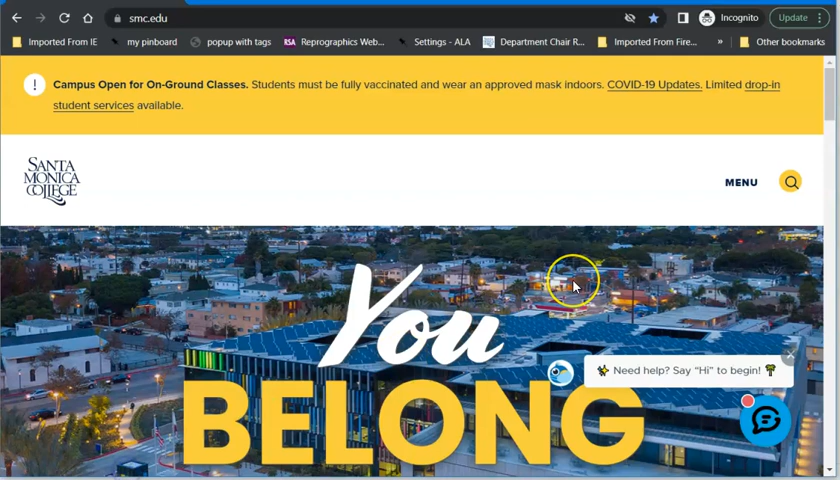 smc.edu
Incognito
Update
Imported From IE
my pinboard
popup with tags
RSA
Reprographics Web...
Settings - ALA
Department Chair R...
Imported From Fire...
»
Other bookmarks
! Campus Open for On-Ground Classes. Students must be fully vaccinated and wear an approved mask indoors. COVID-19 Updates. Limited drop-in
student services available.
SANTA
MONICA
COLLEGE
MENU
You
BELONG
Need help? Say “Hi” to begin!